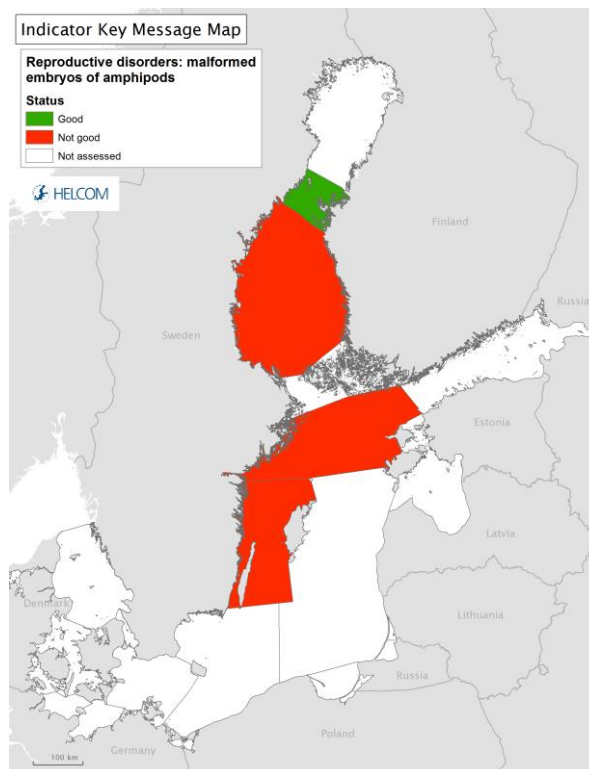 Indicator Key Message Map
Reproductive disorders: malformed
embryos of amphipods
Status
Good
Not good
Not assessed
HELCOM
Finland
Russia
Sweden
Estonia
Latvia
Denmark
Lithuania
Russia
Poland
Germany
100 km